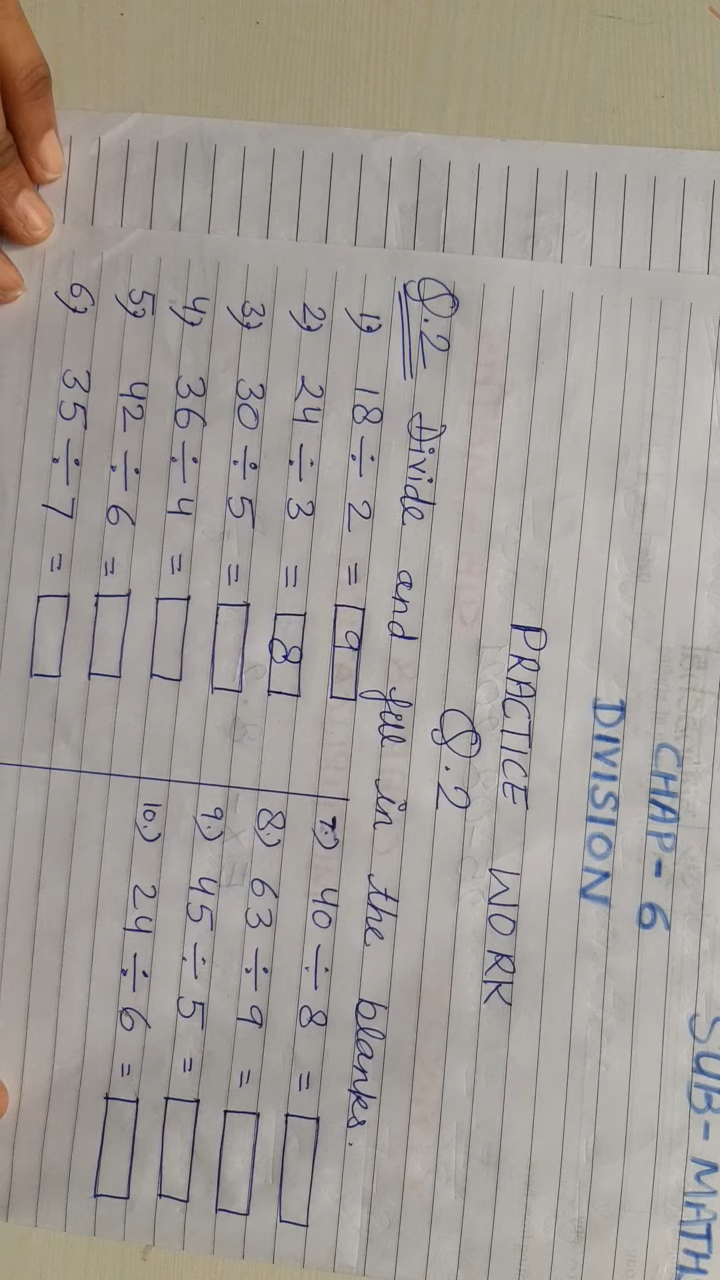 SUB-MATH
CHAP-6
DIVISION
PRACTICE WORK
Q.2
Q.2 Divide and fill in the blanks.
1) 18 ÷ 2 = 9
2) 24 ÷ 3 = 8
3) 30 ÷ 5 =
4) 36 ÷ 4 =
5) 42 ÷ 6 =
6) 35 ÷ 7 =
7.) 40 ÷ 8 =
8.) 63 ÷ 9 =
9.) 45 ÷ 5 =
10.) 24 ÷ 6 =